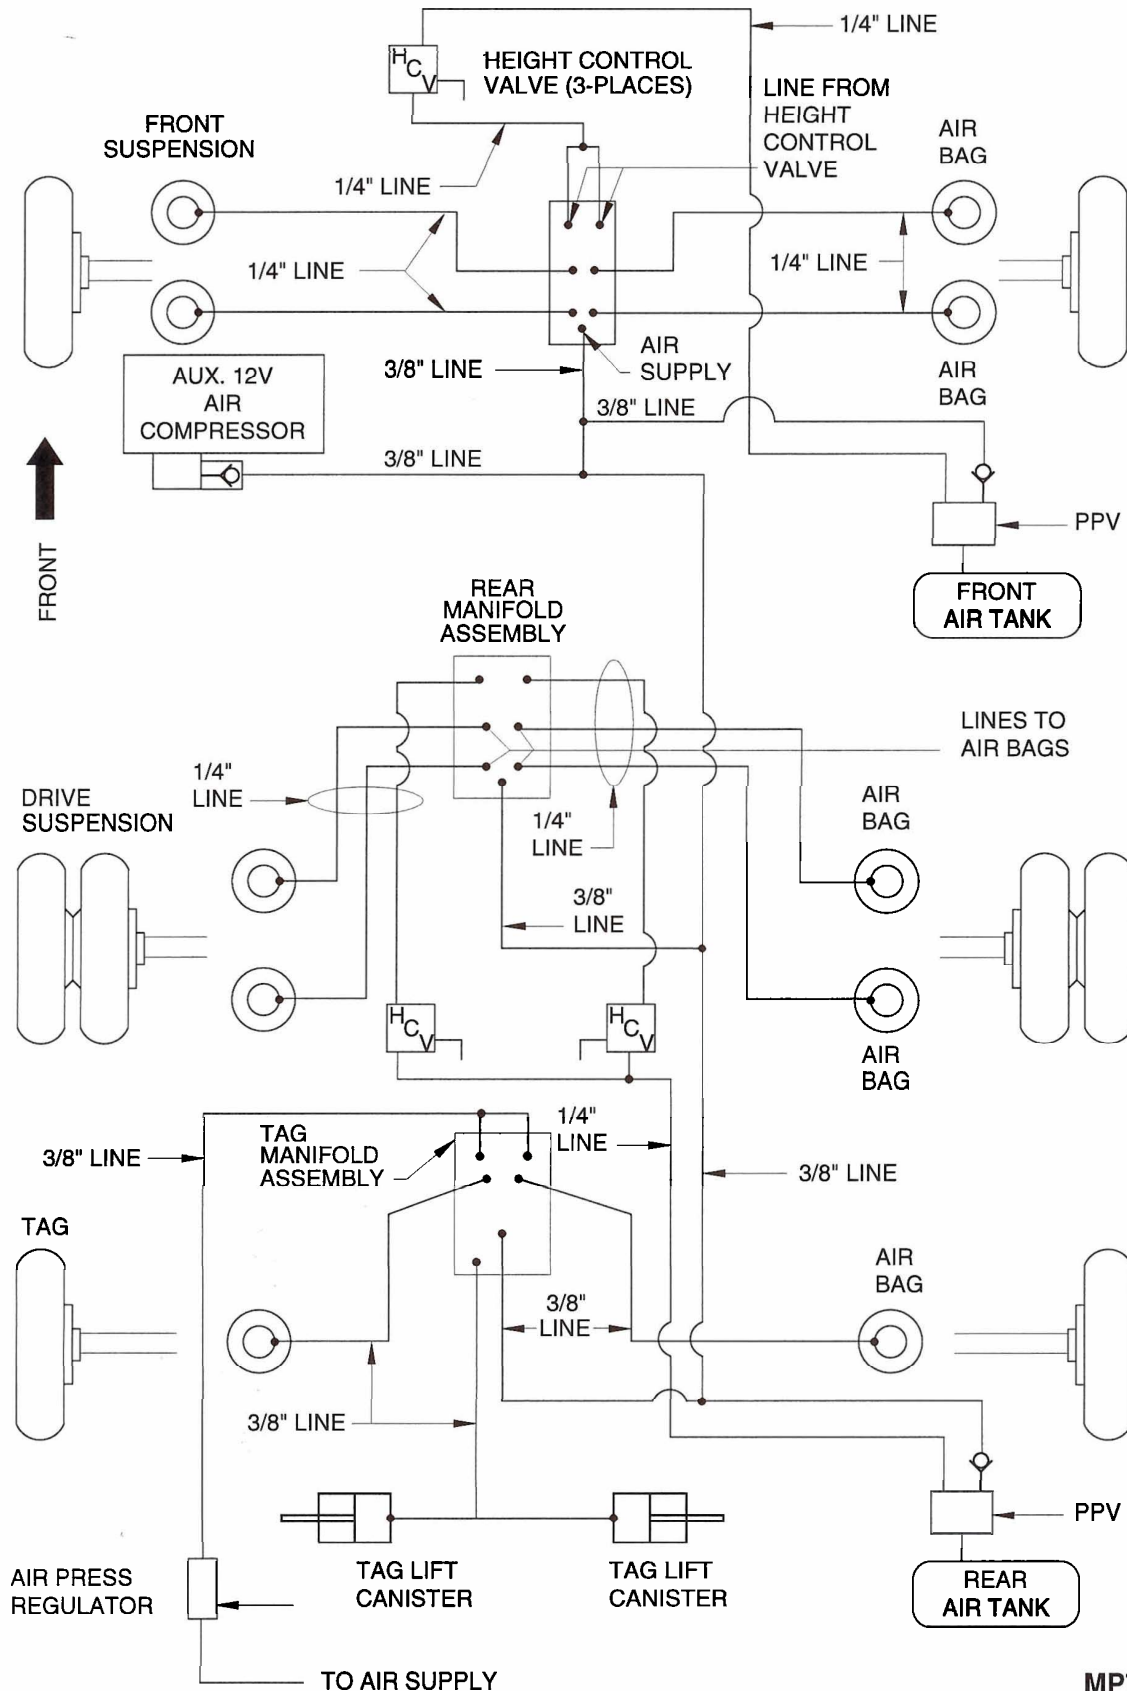 1/4" LINE
HCV
HEIGHT CONTROL
VALVE (3-PLACES)
LINE FROM
HEIGHT
CONTROL
VALVE
FRONT
SUSPENSION
AIR
BAG
1/4" LINE
1/4" LINE
1/4" LINE
AIR
SUPPLY
3/8" LINE
AIR
BAG
AUX. 12V
AIR
COMPRESSOR
3/8" LINE
3/8" LINE
FRONT
PPV
FRONT
AIR TANK
REAR
MANIFOLD
ASSEMBLY
LINES TO
AIR BAGS
1/4"
LINE
DRIVE
SUSPENSION
1/4"
LINE
AIR
BAG
3/8"
LINE
HCV
HCV
AIR
BAG
1/4"
LINE
TAG
MANIFOLD
ASSEMBLY
3/8" LINE
3/8" LINE
TAG
AIR
BAG
3/8"
LINE
3/8" LINE
PPV
TAG LIFT
CANISTER
TAG LIFT
CANISTER
AIR PRESS
REGULATOR
REAR
AIR TANK
TO AIR SUPPLY